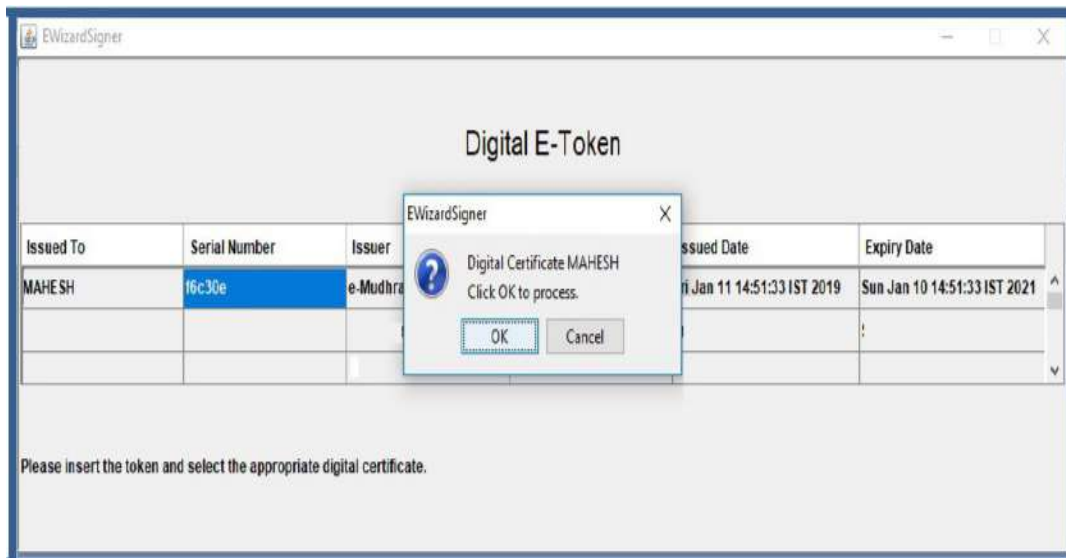 EWizardSigner
Digital E-Token
EWizardSigner
Digital Certificate MAHESH
Click OK to process.
OK Cancel
Issued To Serial Number Issuer ssued Date Expiry Date
MAHESH f6c30e e-Mudhra ri Jan 11 14:51:33 IST 2019 Sun Jan 10 14:51:33 IST 2021
Please insert the token and select the appropriate digital certificate.